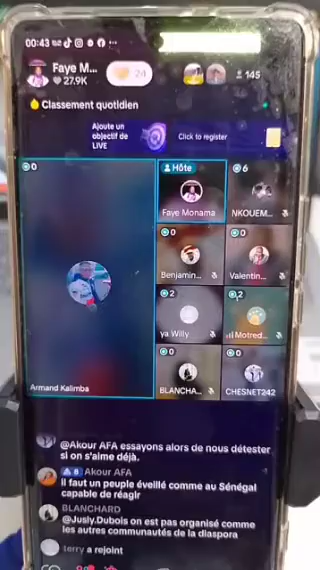 00:43
Faye M...
27.9K
145
Classement quotidien
Ajoute un
objectif de
LIVE
Click to register
0
Hôte
6
Faye Monama
NKOUEM...
0
0
Benjamin...
Valentin...
2
2
ya Willy
Motred...
0
0
Armand Kalimba
BLANCHA...
CHESNET242
@Akour AFA essayons alors de nous détester
si on s'aime déjà.
8 Akour AFA
il faut un peuple éveillé comme au Sénégal
capable de réagir
BLANCHARD
@Jusly.Dubois on est pas organisé comme
les autres communautés de la diaspora
terry a rejoint